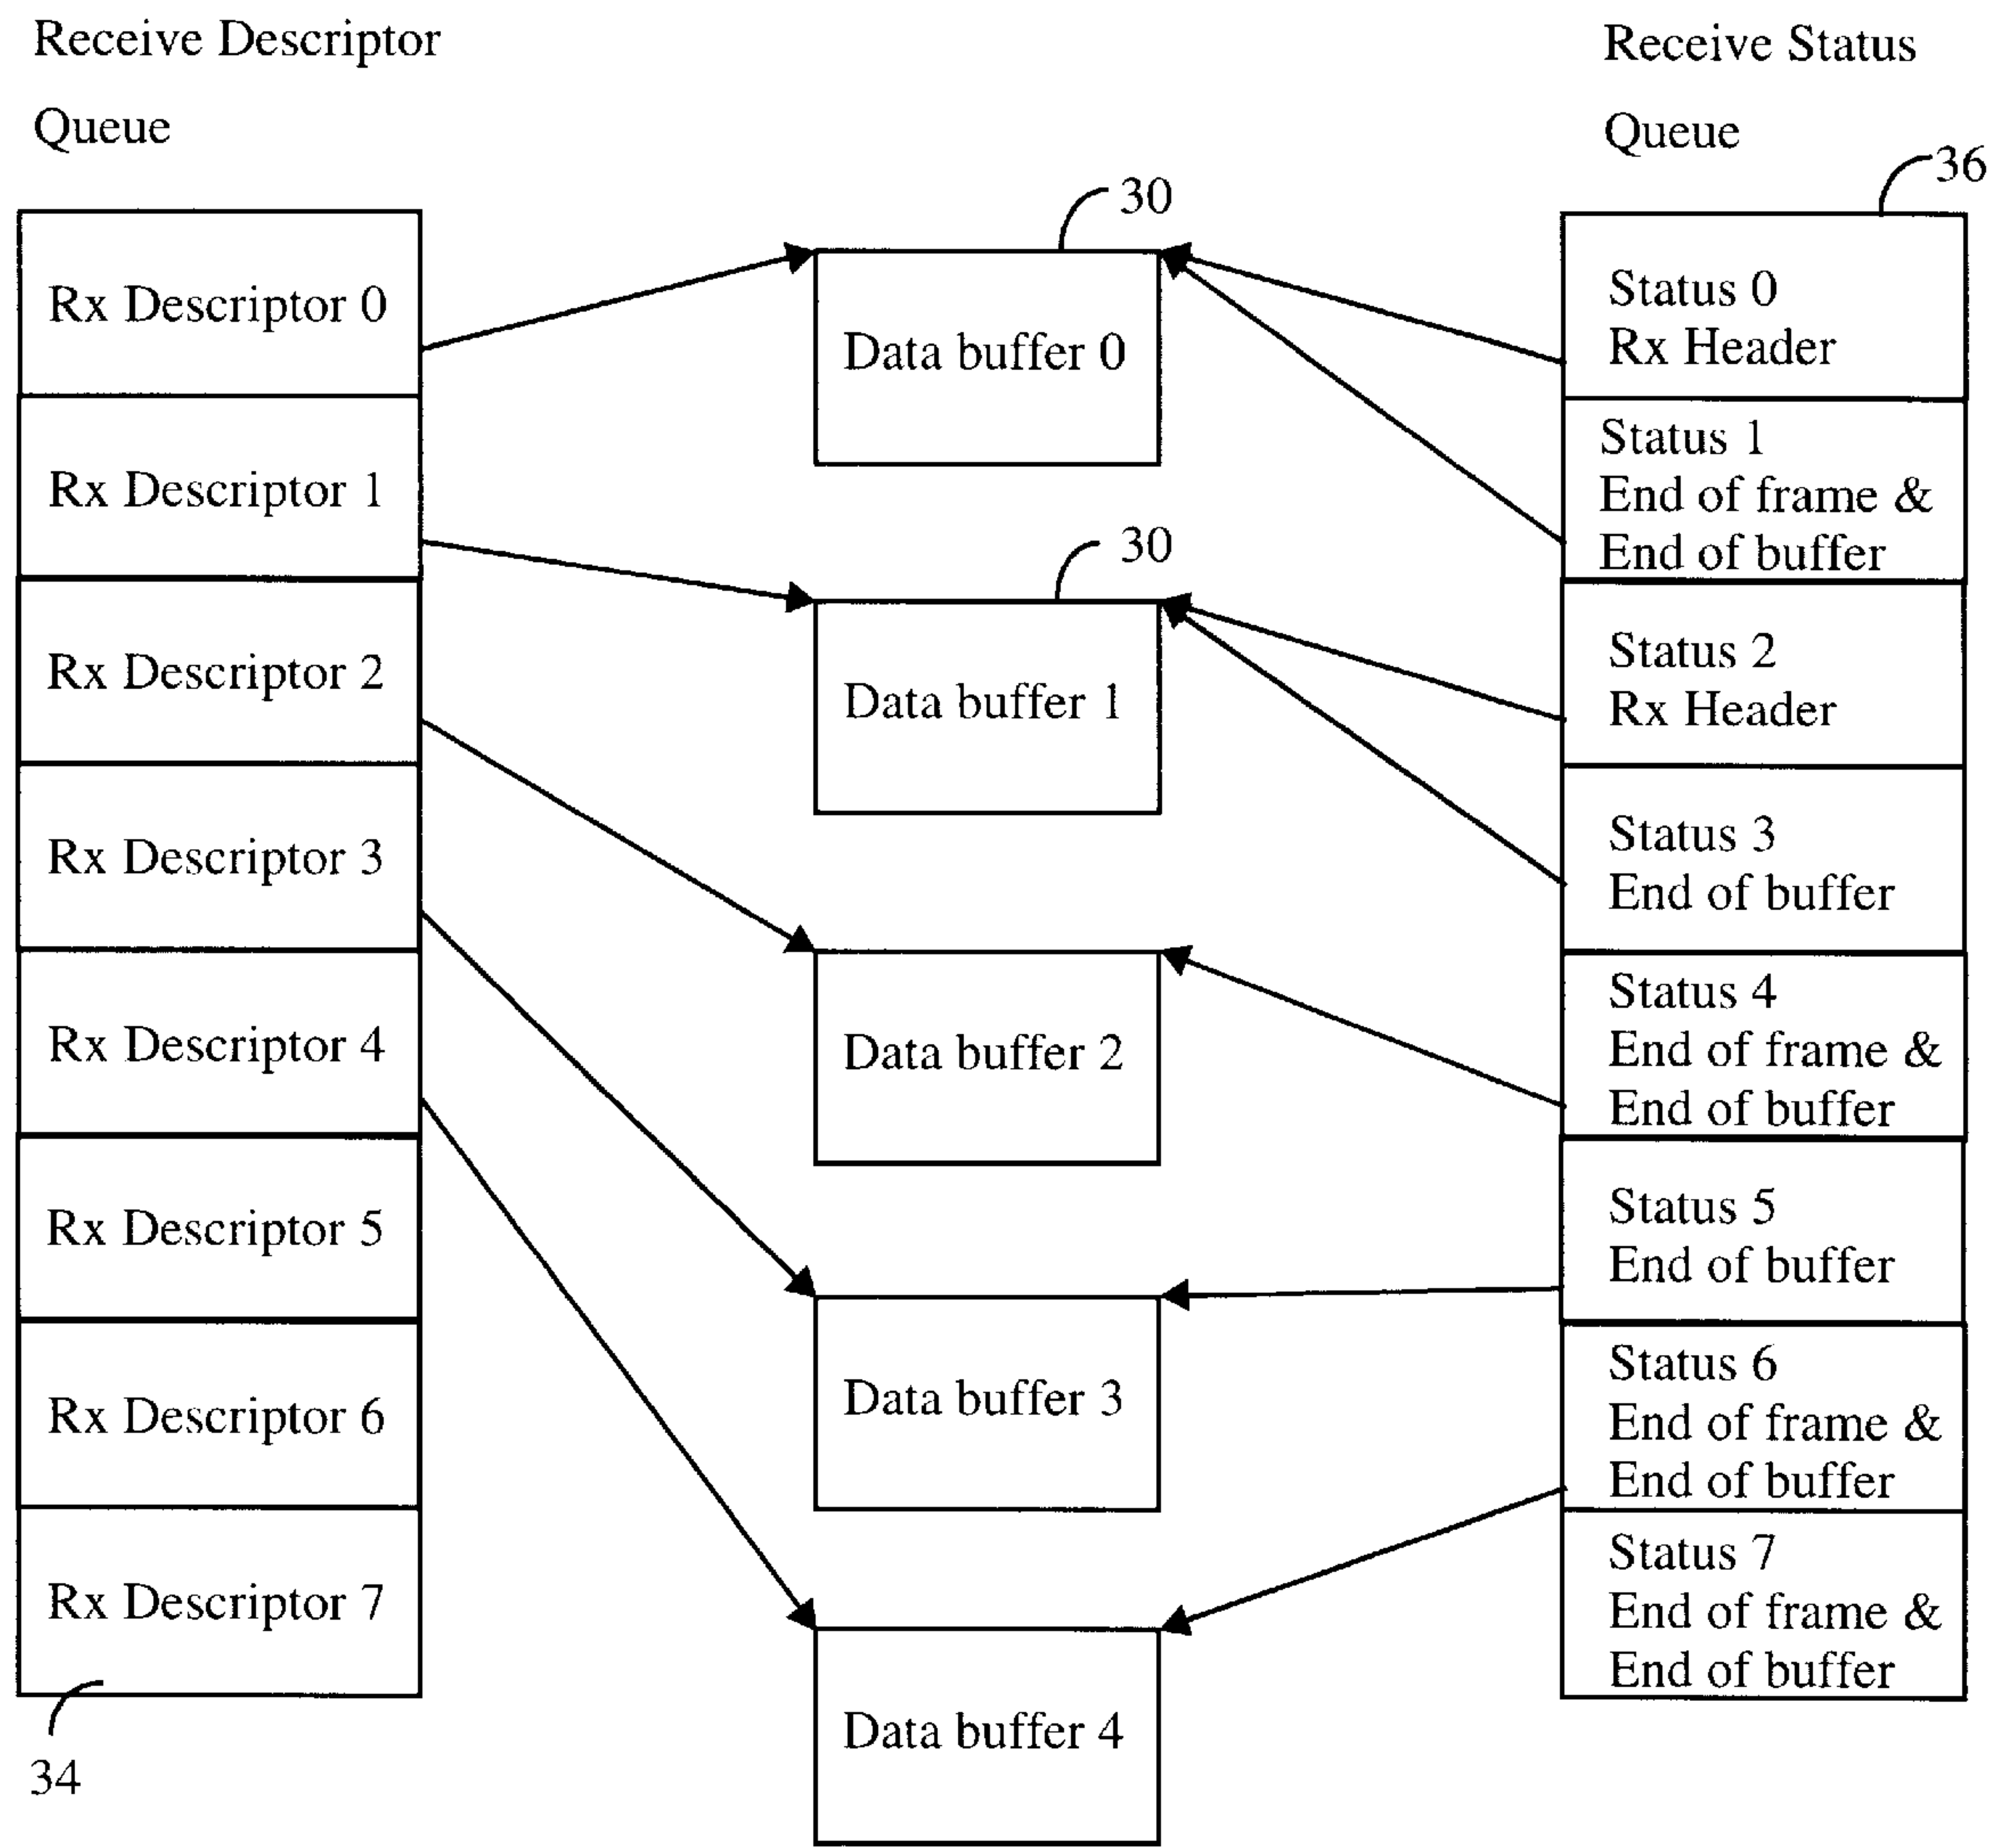 Receive Descriptor
Queue
Rx Descriptor 0
Rx Descriptor 1
Rx Descriptor 2
Rx Descriptor 3
Rx Descriptor 4
Rx Descriptor 5
Rx Descriptor 6
Rx Descriptor 7
34
30
Data buffer 0
30
Data buffer 1
Data buffer 2
Data buffer 3
Data buffer 4
Receive Status
Queue
36
Status 0
Rx Header
Status 1
End of frame &
End of buffer
Status 2
Rx Header
Status 3
End of buffer
Status 4
End of frame &
End of buffer
Status 5
End of buffer
Status 6
End of frame &
End of buffer
Status 7
End of frame &
End of buffer